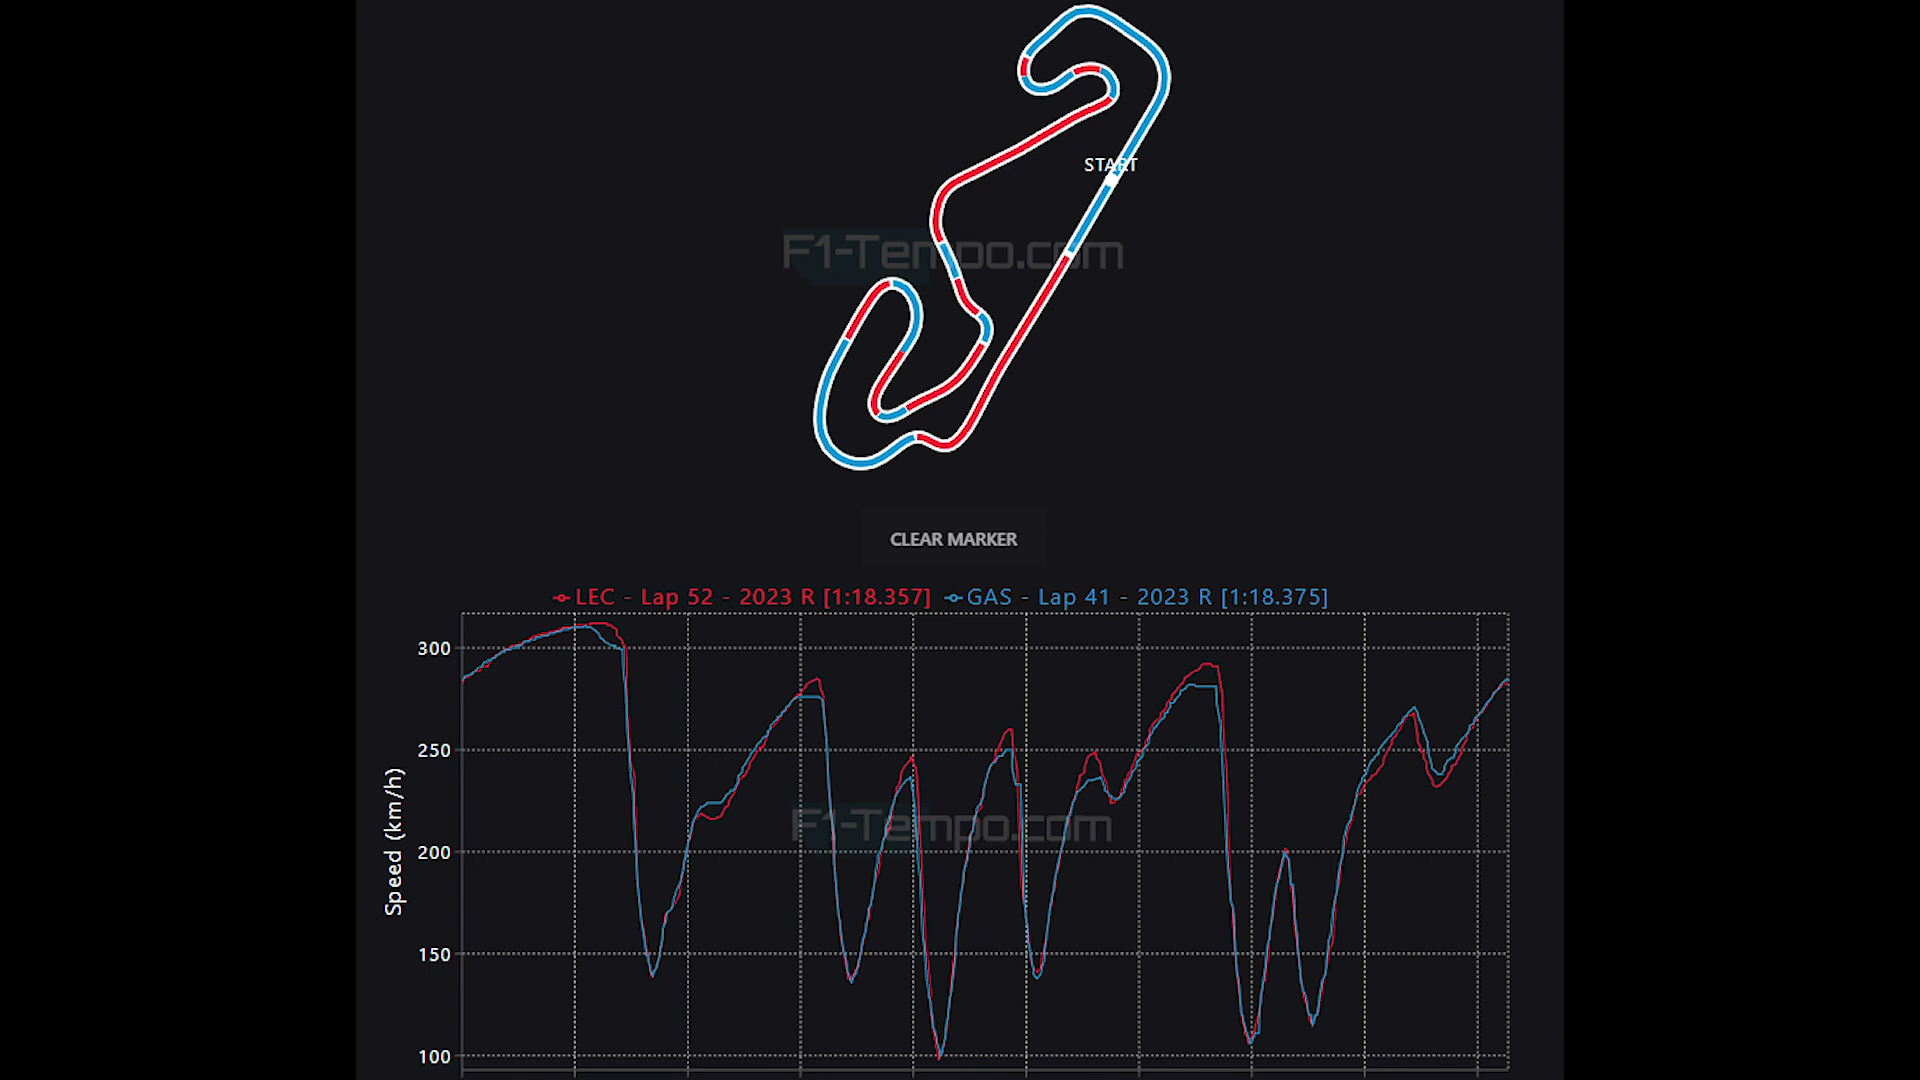 START
F1-Tempo.com
CLEAR MARKER
LEC - Lap 52 - 2023 R [1:18.357] GAS - Lap 41 - 2023 R [1:18.375]
300
250
200
150
100
Speed (km/h)
F1-Tempo.com